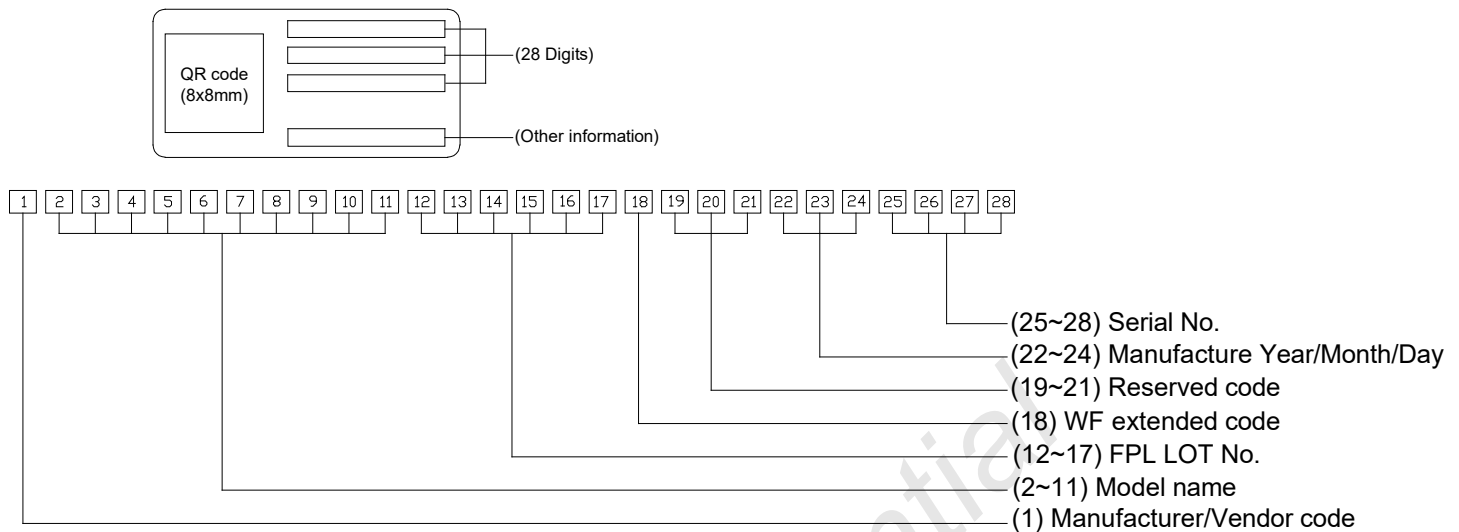 QR code
(8x8mm)
(28 Digits)
(Other information)
1 2 3 4 5 6 7 8 9 10 11 12 13 14 15 16 17 18 19 20 21 22 23 24 25 26 27 28
(25~28) Serial No.
(22~24) Manufacture Year/Month/Day
(19~21) Reserved code
(18) WF extended code
(12~17) FPL LOT No.
(2~11) Model name
(1) Manufacturer/Vendor code
ntial